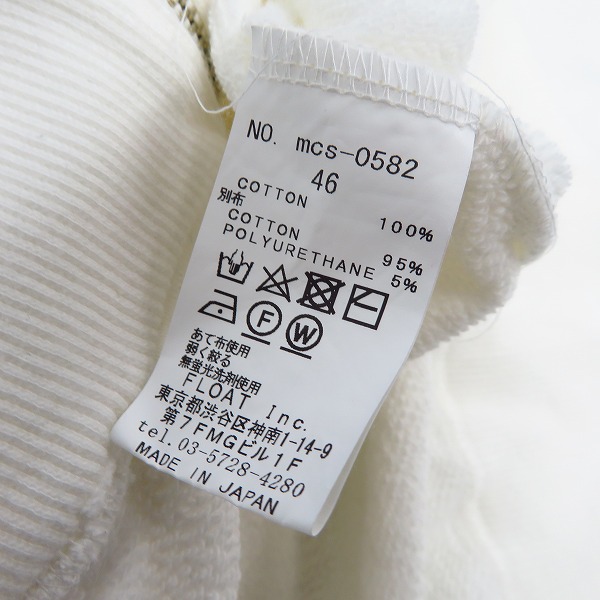 NO. mcs-0582
46
COTTON 100%
別布
COTTON 95%
POLYURETHANE 5%
F W
あて布使用
弱く絞る
無蛍光洗剤使用
FLOAT Inc.
東京都渋谷区神南1-14-9
第7FMGビル1F
tel.03-5728-4280
MADE IN JAPAN